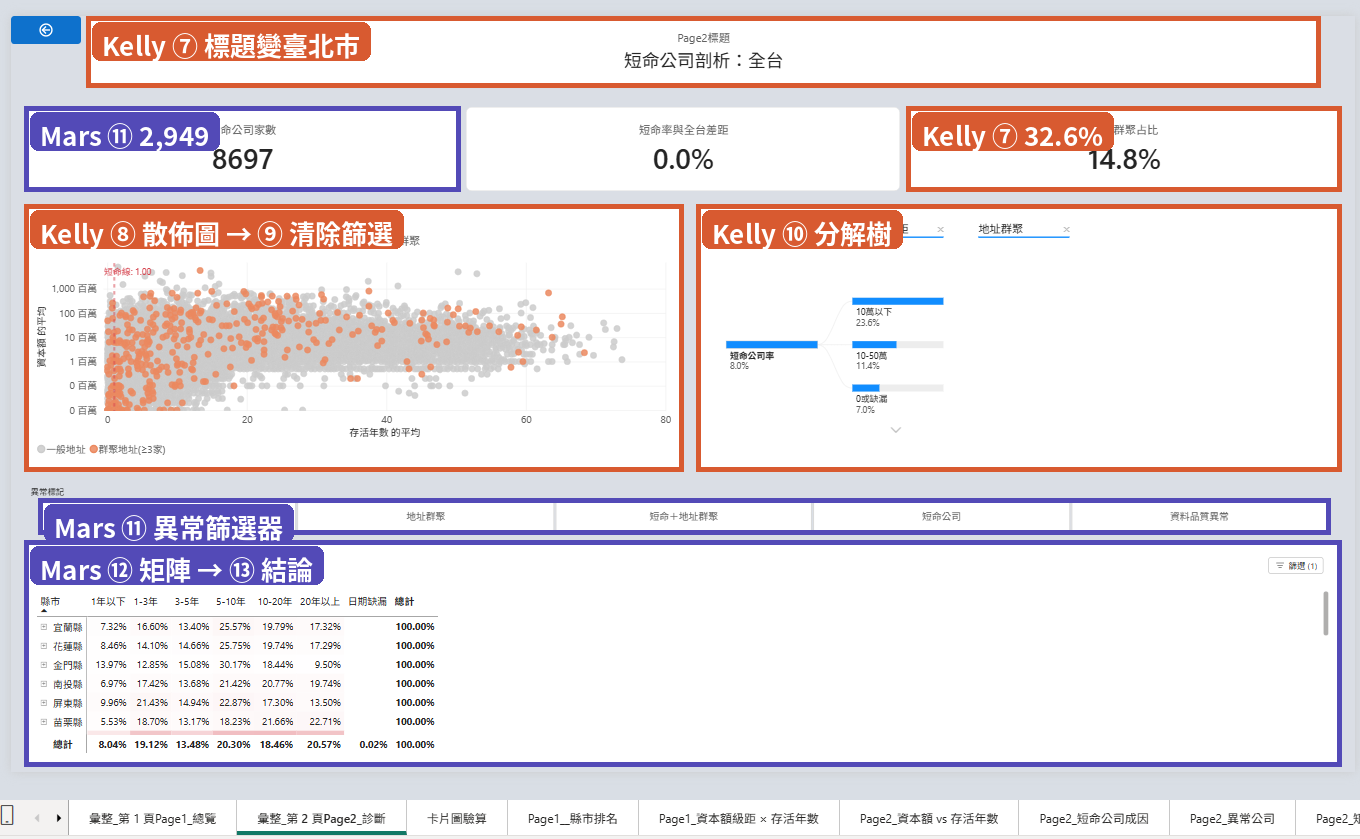 Kelly ⑦ 標題變臺北市
Page2標題
短命公司剖析：全台
Mars ⑪ 2,949
命公司家數
8697
短命率與全台差距
0.0%
Kelly ⑦ 32.6%
群聚占比
14.8%
Kelly ⑧ 散佈圖 → ⑨ 清除篩選
群聚
短命線: 1.00
1,000 百萬
100 百萬
10 百萬
1 百萬
0 百萬
0 百萬
資本額 的平均
0 20 40 60 80
存活年數 的平均
一般地址 群聚地址(≥3家)
Kelly ⑩ 分解樹
距 × 地址群聚 ×
短命公司率
8.0%
10萬以下
23.6%
10-50萬
11.4%
0或缺漏
7.0%
異常標記
Mars ⑪ 異常篩選器
地址群聚 短命＋地址群聚 短命公司 資料品質異常
Mars ⑫ 矩陣 → ⑬ 結論
篩選 (1)
縣市 1年以下 1-3年 3-5年 5-10年 10-20年 20年以上 日期缺漏 總計
宜蘭縣 7.32% 16.60% 13.40% 25.57% 19.79% 17.32% 100.00%
花蓮縣 8.46% 14.10% 14.66% 25.75% 19.74% 17.29% 100.00%
金門縣 13.97% 12.85% 15.08% 30.17% 18.44% 9.50% 100.00%
南投縣 6.97% 17.42% 13.68% 21.42% 20.77% 19.74% 100.00%
屏東縣 9.96% 21.43% 14.94% 22.87% 17.30% 13.50% 100.00%
苗栗縣 5.53% 18.70% 13.17% 18.23% 21.66% 22.71% 100.00%
總計 8.04% 19.12% 13.48% 20.30% 18.46% 20.57% 0.02% 100.00%
彙整_第 1 頁Page1_總覽 彙整_第 2 頁Page2_診斷 卡片圖驗算 Page1__縣市排名 Page1_資本額級距 × 存活年數 Page2_資本額 vs 存活年數 Page2_短命公司成因 Page2_異常公司 Page2_短